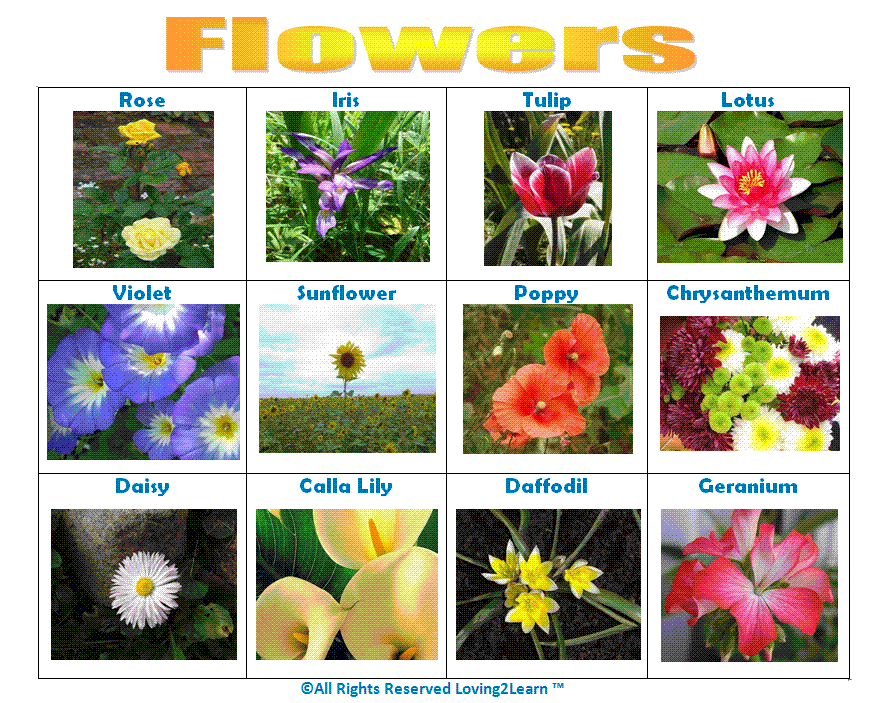 Flowers
Rose Iris Tulip Lotus
Violet Sunflower Poppy Chrysanthemum
Daisy Calla Lily Daffodil Geranium
©All Rights Reserved Loving2Learn ™